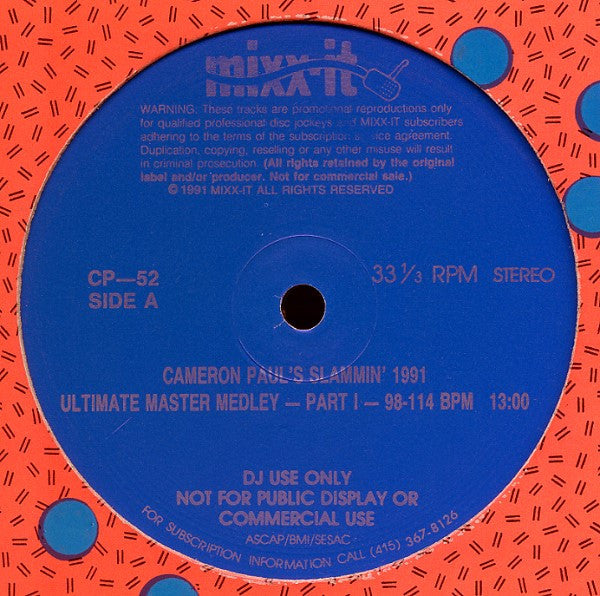 mixx-it
WARNING: These tracks are promotional reproductions only
for qualified professional disc jockeys and MIXX-IT subscribers
adhering to the terms of the subscription service agreement.
Duplication, copying, reselling or any other misuse will result
in criminal prosecution. (All rights retained by the original
label and/or producer. Not for commercial sale.)
© 1991 MIXX-IT ALL RIGHTS RESERVED
CP—52
SIDE A
33 1/3 RPM STEREO
CAMERON PAUL'S SLAMMIN' 1991
ULTIMATE MASTER MEDLEY — PART I — 98-114 BPM 13:00
DJ USE ONLY
NOT FOR PUBLIC DISPLAY OR
COMMERCIAL USE
ASCAP/BMI/SESAC
FOR SUBSCRIPTION INFORMATION CALL (415) 367-8126